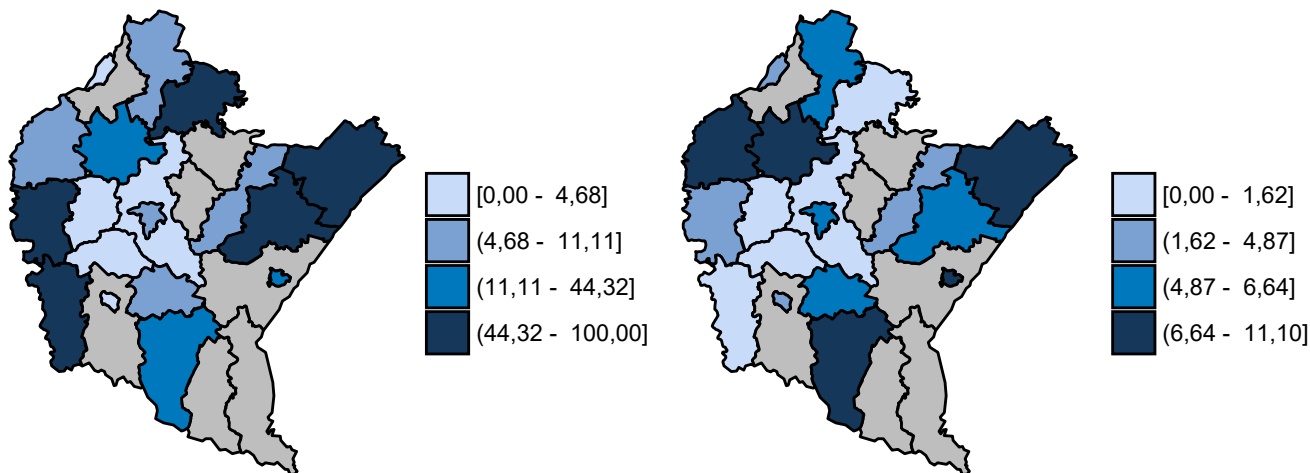 [0,00 - 4,68]
(4,68 - 11,11]
(11,11 - 44,32]
(44,32 - 100,00]
[0,00 - 1,62]
(1,62 - 4,87]
(4,87 - 6,64]
(6,64 - 11,10]